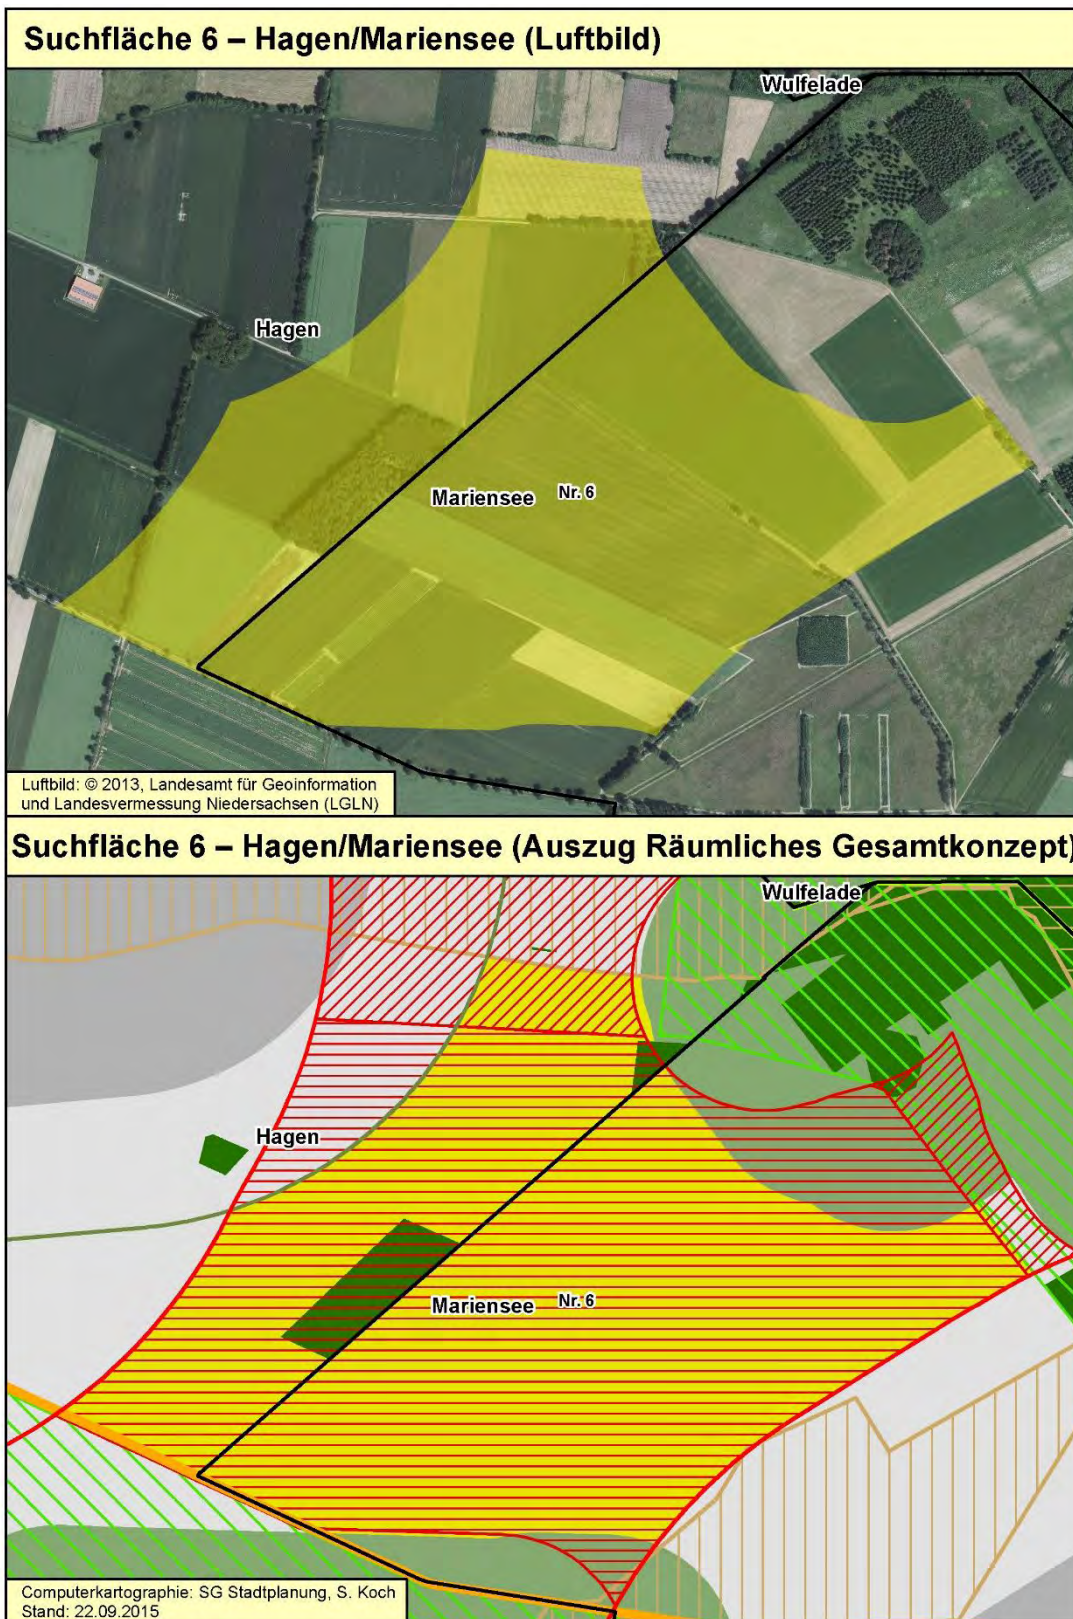 Suchfläche 6 – Hagen/Mariensee (Luftbild)
Wulfelade
Hagen
Mariensee Nr. 6
Luftbild: © 2013, Landesamt für Geoinformation
und Landesvermessung Niedersachsen (LGLN)
Suchfläche 6 – Hagen/Mariensee (Auszug Räumliches Gesamtkonzept)
Wulfelade
Hagen
Mariensee Nr. 6
Computerkartographie: SG Stadtplanung, S. Koch
Stand: 22.09.2015